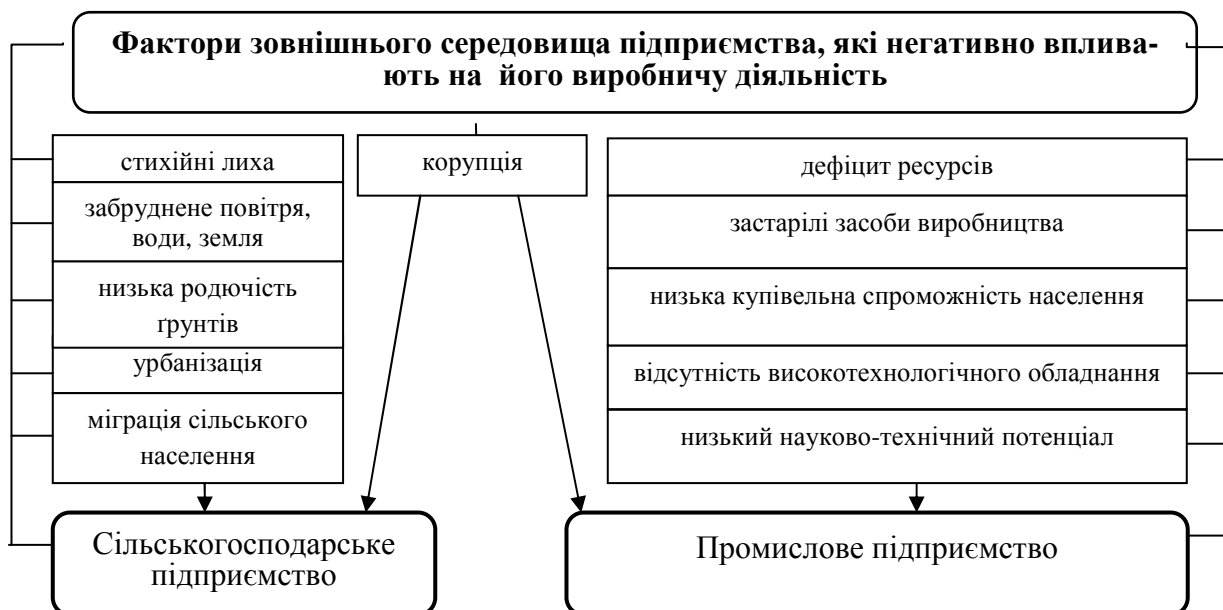 Фактори зовнішнього середовища підприємства, які негативно вплива-
ють на його виробничу діяльність
стихійні лиха
забруднене повітря,
води, земля
низька родючість
ґрунтів
урбанізація
міграція сільського
населення
корупція
дефіцит ресурсів
застарілі засоби виробництва
низька купівельна спроможність населення
відсутність високотехнологічного обладнання
низький науково-технічний потенціал
Сільськогосподарське
підприємство
Промислове підприємство